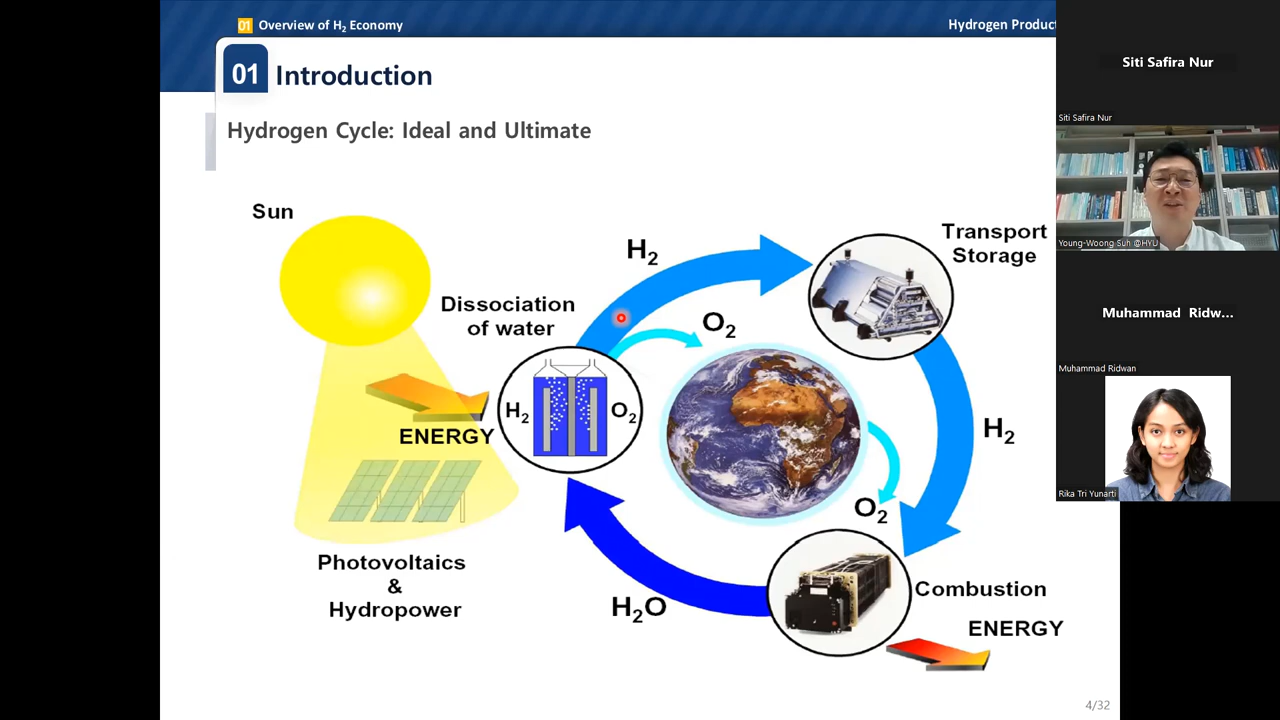 01 Overview of H2 Economy
Hydrogen Product
01 Introduction
Hydrogen Cycle: Ideal and Ultimate
Sun
Dissociation
of water
H2
O2
Transport
Storage
H2 O2
ENERGY
H2
O2
Photovoltaics
&
Hydropower
H2O
Combustion
ENERGY
4/32
Siti Safira Nur
Siti Safira Nur
Young-Woong Suh @HYU
Muhammad Ridw...
Muhammad Ridwan
Rika Tri Yunarti